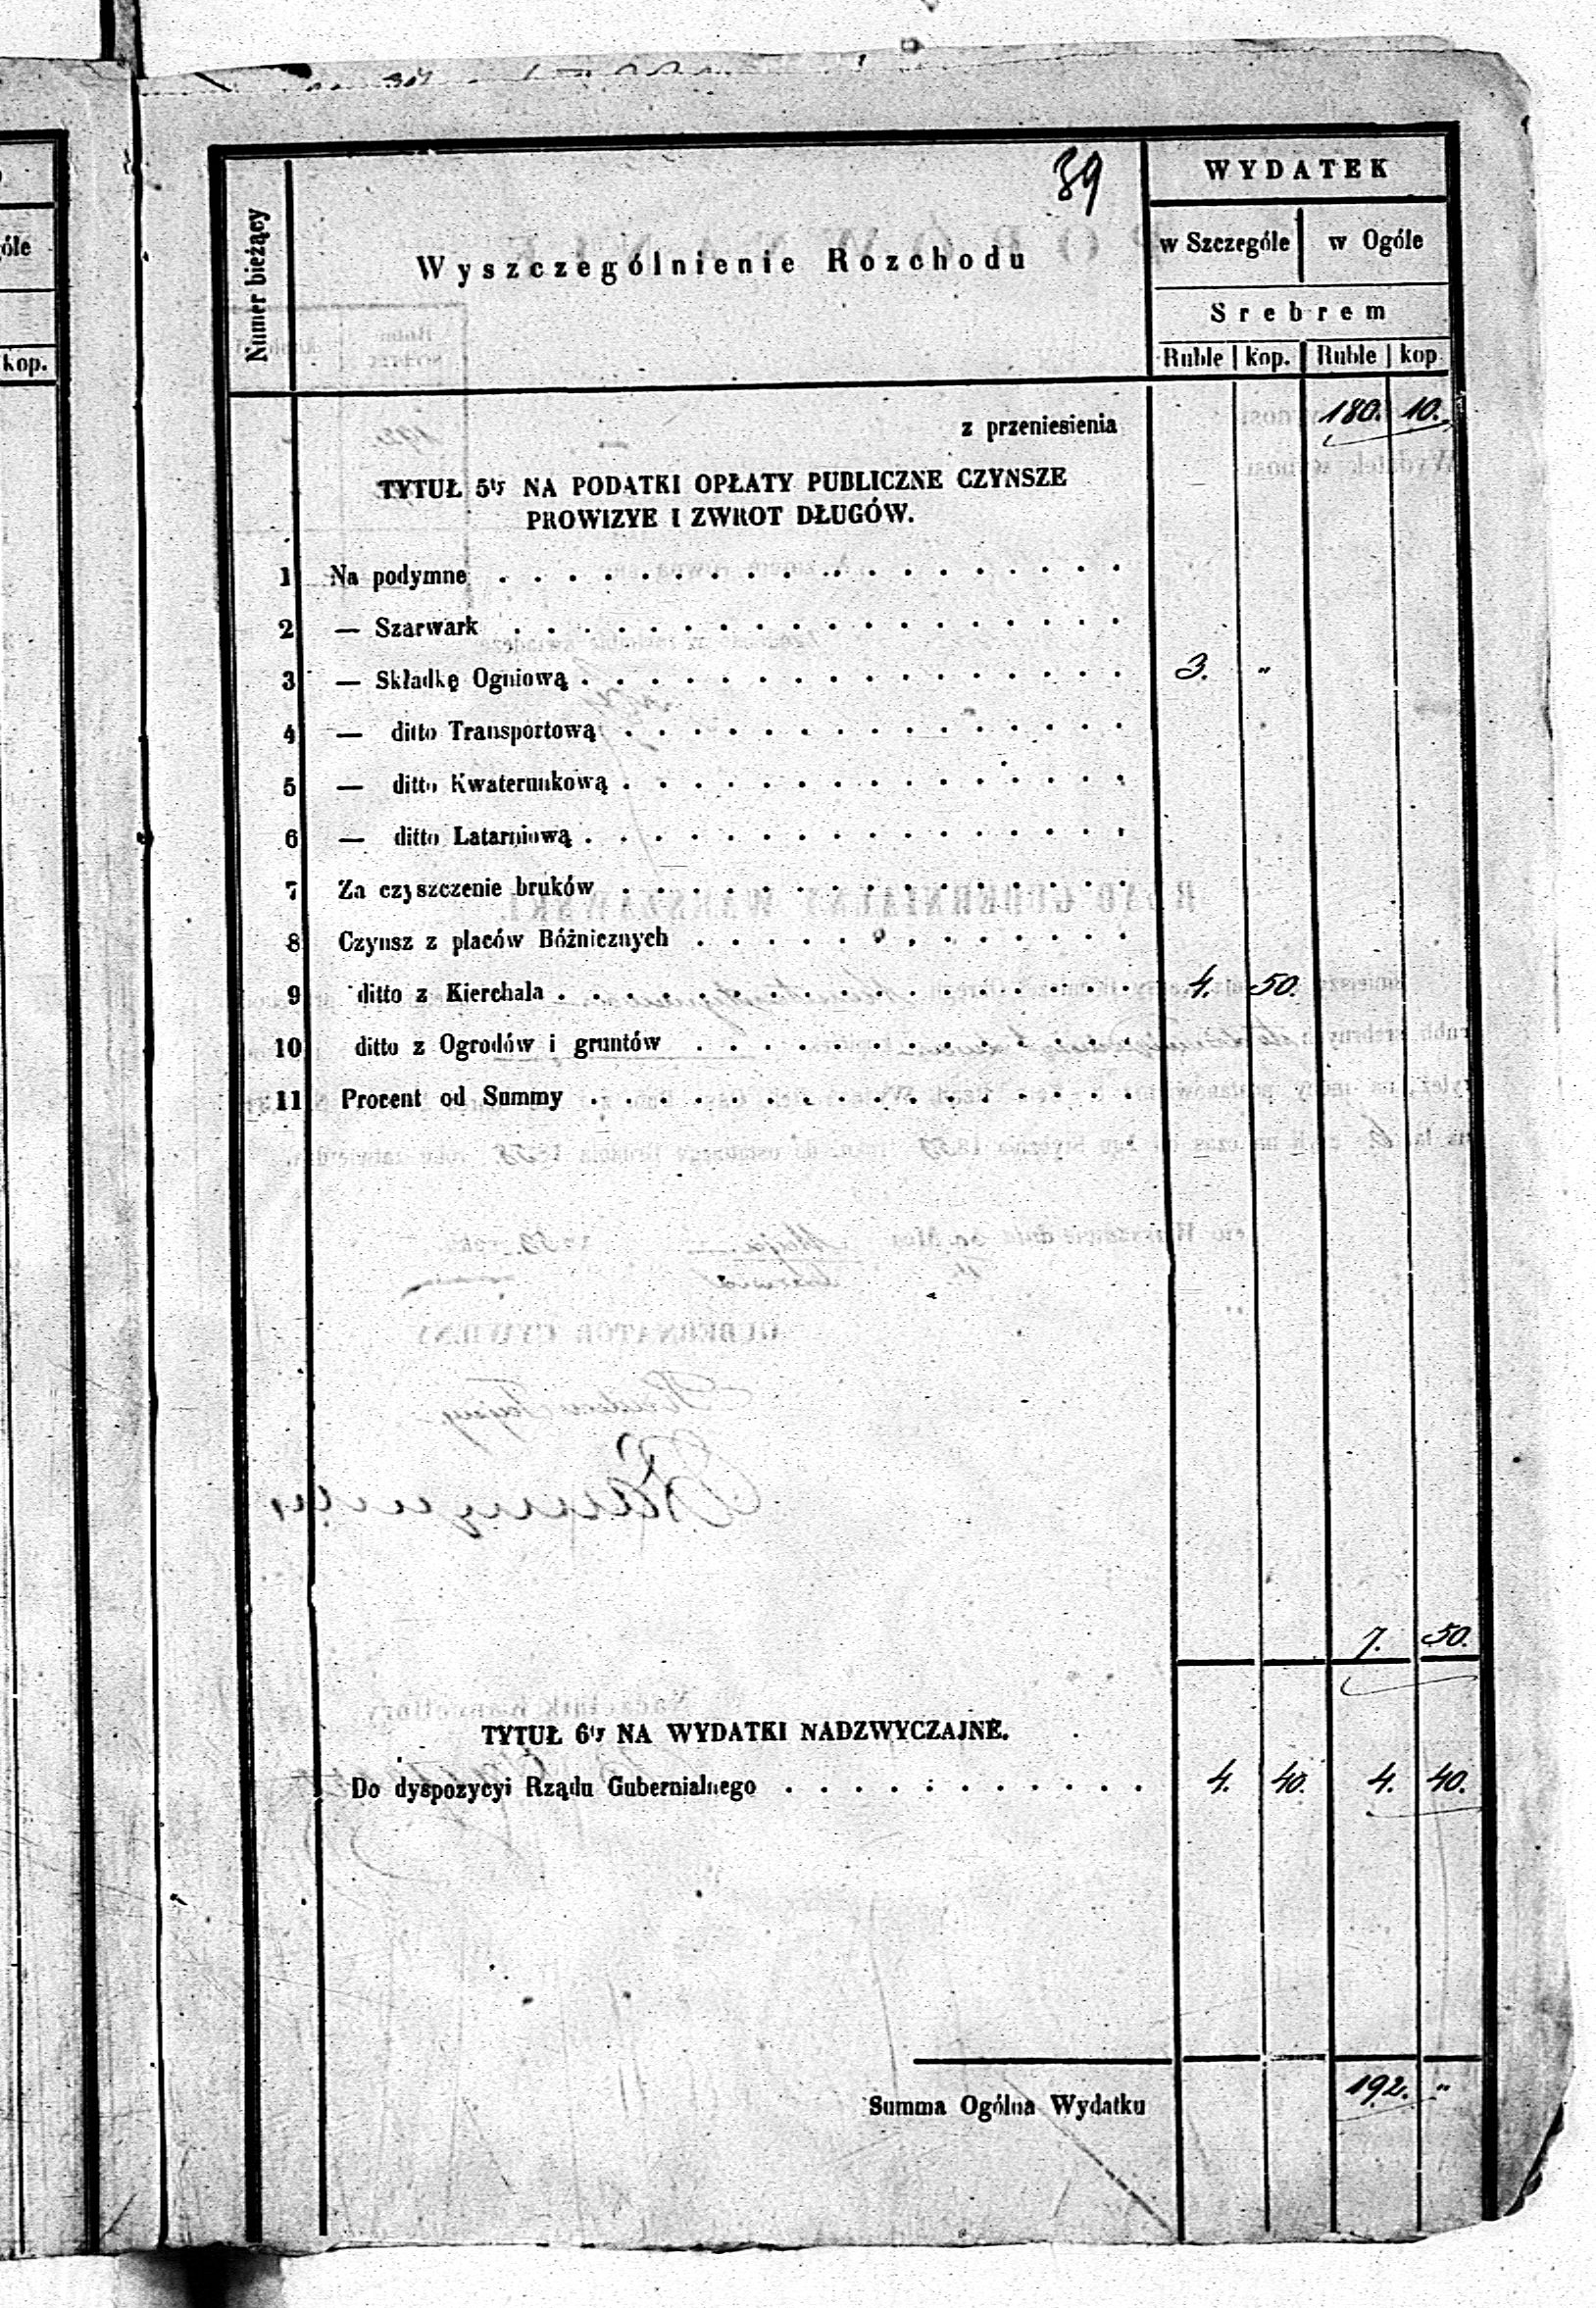 39
Numer bieżący
Wyszczególnienie Rozchodu
WYDATEK
w Szczególe w Ogóle
Srebrem
Ruble kop. Ruble kop
z przeniesienia 180. 10.
TYTUŁ 5ty NA PODATKI OPŁATY PUBLICZNE CZYNSZE
PROWIZYE I ZWROT DŁUGÓW.
1 Na podymne
2 — Szarwark
3 — Składkę Ogniową 3. "
4 — ditto Transportową
5 — ditto Kwaterunkową
6 — ditto Latarniową
7 Za czyszczenie bruków
8 Czynsz z placów Bóżnicznych
9 ditto z Kierchala 4. 50.
10 ditto z Ogrodów i gruntów
11 Procent od Summy
7. 50.
TYTUŁ 6ty NA WYDATKI NADZWYCZAJNE.
Do dyspozycyi Rządu Gubernialnego 4. 40. 4. 40.
Summa Ogólna Wydatku 192. "
óle
kop.